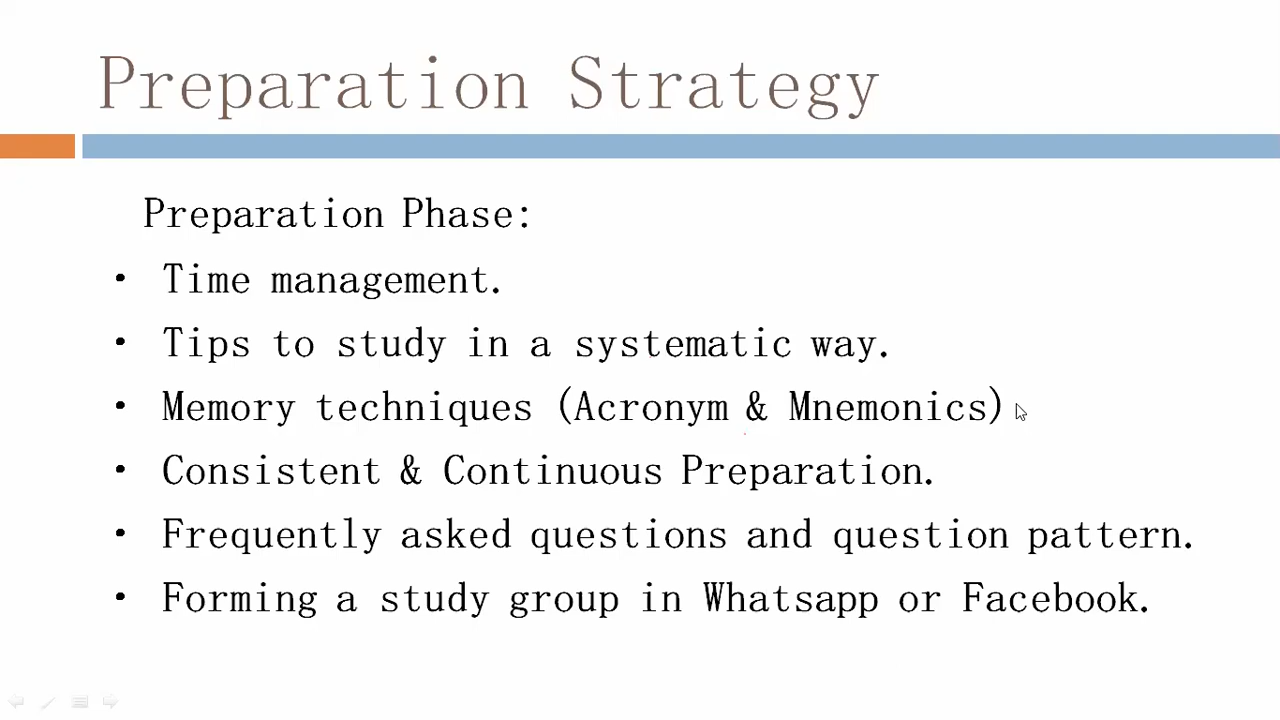 Preparation Strategy
Preparation Phase:
• Time management.
• Tips to study in a systematic way.
• Memory techniques (Acronym & Mnemonics)
• Consistent & Continuous Preparation.
• Frequently asked questions and question pattern.
• Forming a study group in Whatsapp or Facebook.